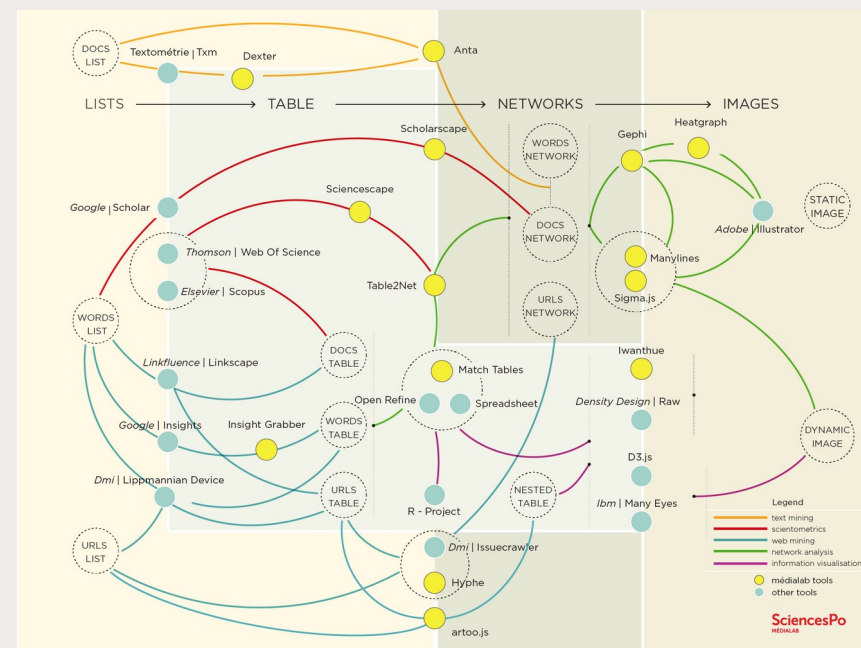 DOCS
LIST
Textométrie | Txm
Dexter
Anta
LISTS
TABLE
NETWORKS
IMAGES
Scholarscape
WORDS
NETWORK
Gephi
Heatgraph
Sciencescape
Google | Scholar
STATIC
IMAGE
DOCS
NETWORK
Adobe | Illustrator
Thomson | Web Of Science
Manylines
Elsevier | Scopus
Table2Net
Sigma.js
URLS
NETWORK
WORDS
LIST
DOCS
TABLE
Iwanthue
Linkfluence | Linkscape
Match Tables
Open Refine
Spreadsheet
Density Design | Raw
Google | Insights
Insight Grabber
WORDS
TABLE
DYNAMIC
IMAGE
D3.js
Dmi | Lippmannian Device
URLS
TABLE
NESTED
TABLE
R - Project
Ibm | Many Eyes
Legend
text mining
scientometrics
web mining
network analysis
information visualisation
médialab tools
other tools
URLS
LIST
Dmi | Issuecrawler
Hyphe
artoo.js
SciencesPo
MÉDIALAB